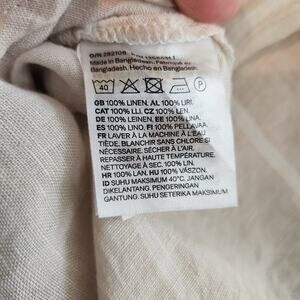 O/N 282108
Made in Bangladesh, Fabriqué au
Bangladesh, Hecho en Bangladesh
40 P
GB 100% LINEN, AL 100% LIRI,
CAT 100% LLI, CZ 100% LEN,
DE 100% LEINEN, EE 100% LINA,
ES 100% LINO, FI 100% PELLAVAA,
FR LAVER À LA MACHINE À L'EAU
TIÈDE. BLANCHIR SANS CHLORE SI
NÉCESSAIRE. SÉCHER À L'AIR.
REPASSER À HAUTE TEMPÉRATURE.
NETTOYAGE À SEC. 100% LIN,
HR 100% LAN, HU 100% VÁSZON,
ID SUHU MAKSIMUM 40°C, JANGAN
DIKELANTANG, PENGERINGAN
GANTUNG. SUHU SETERIKA MAKSIMUM